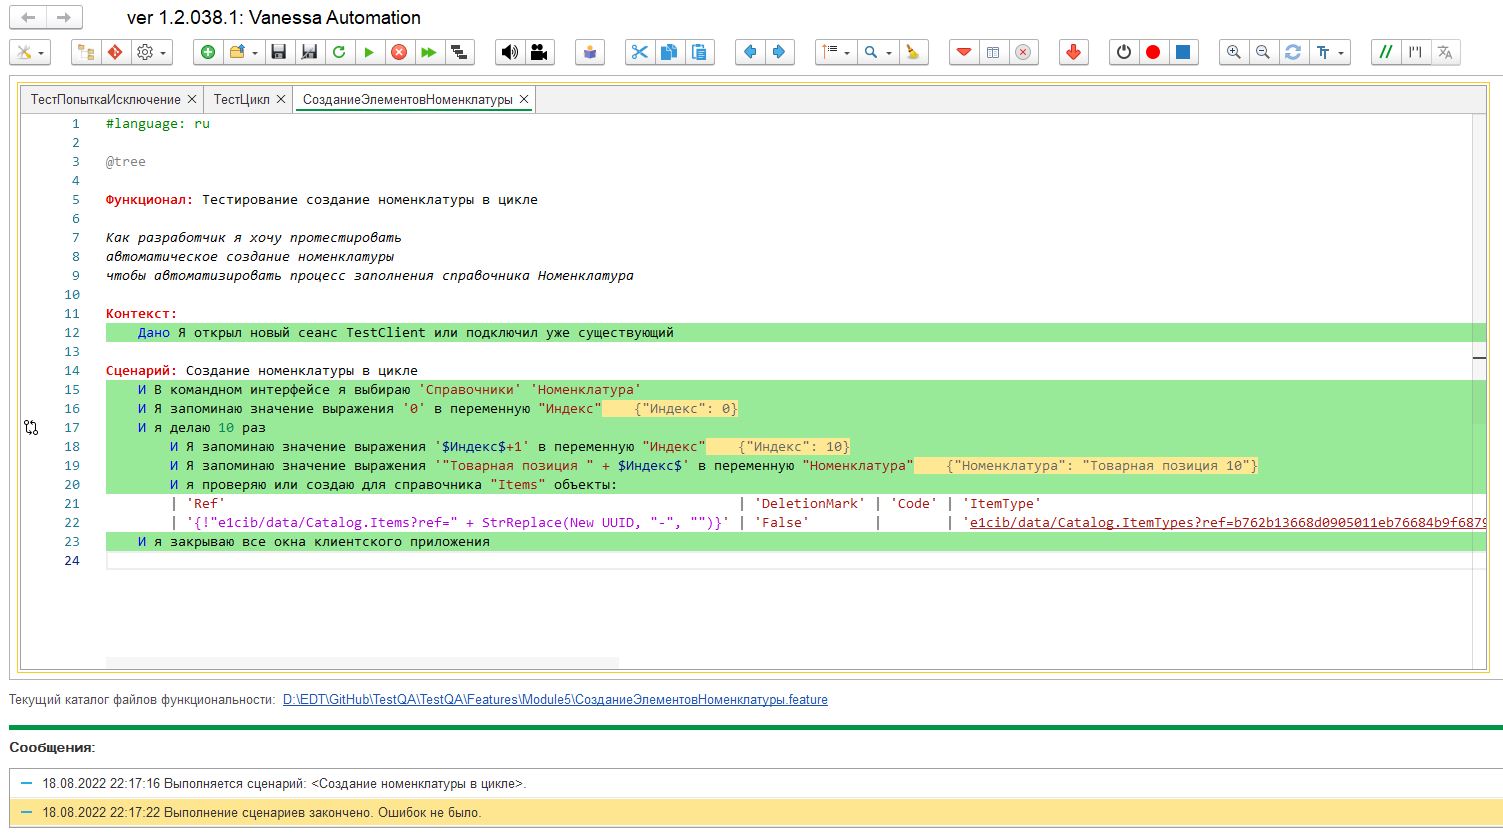 ver 1.2.038.1: Vanessa Automation
ТестПопыткаИсключение ТестЦикл СозданиеЭлементовНоменклатуры
1 #language: ru
2
3 @tree
4
5 Функционал: Тестирование создание номенклатуры в цикле
6
7 Как разработчик я хочу протестировать
8 автоматическое создание номенклатуры
9 чтобы автоматизировать процесс заполнения справочника Номенклатура
10
11 Контекст:
12 Дано Я открыл новый сеанс TestClient или подключил уже существующий
13
14 Сценарий: Создание номенклатуры в цикле
15 И В командном интерфейсе я выбираю 'Справочники' 'Номенклатура'
16 И Я запоминаю значение выражения '0' в переменную "Индекс" {"Индекс": 0}
17 И я делаю 10 раз
18 И Я запоминаю значение выражения '$Индекс$+1' в переменную "Индекс" {"Индекс": 10}
19 И Я запоминаю значение выражения '"Товарная позиция " + $Индекс$' в переменную "Номенклатура" {"Номенклатура": "Товарная позиция 10"}
20 И я проверяю или создаю для справочника "Items" объекты:
21 | 'Ref' | 'DeletionMark' | 'Code' | 'ItemType'
22 | '{!"e1cib/data/Catalog.Items?ref=" + StrReplace(New UUID, "-", "")}' | 'False' | | 'e1cib/data/Catalog.ItemTypes?ref=b762b13668d0905011eb76684b9f6879
23 И я закрываю все окна клиентского приложения
24
Текущий каталог файлов функциональности: D:\EDT\GitHub\TestQA\TestQA\Features\Module5\СозданиеЭлементовНоменклатуры.feature
Сообщения:
18.08.2022 22:17:16 Выполняется сценарий: <Создание номенклатуры в цикле>.
18.08.2022 22:17:22 Выполнение сценариев закончено. Ошибок не было.